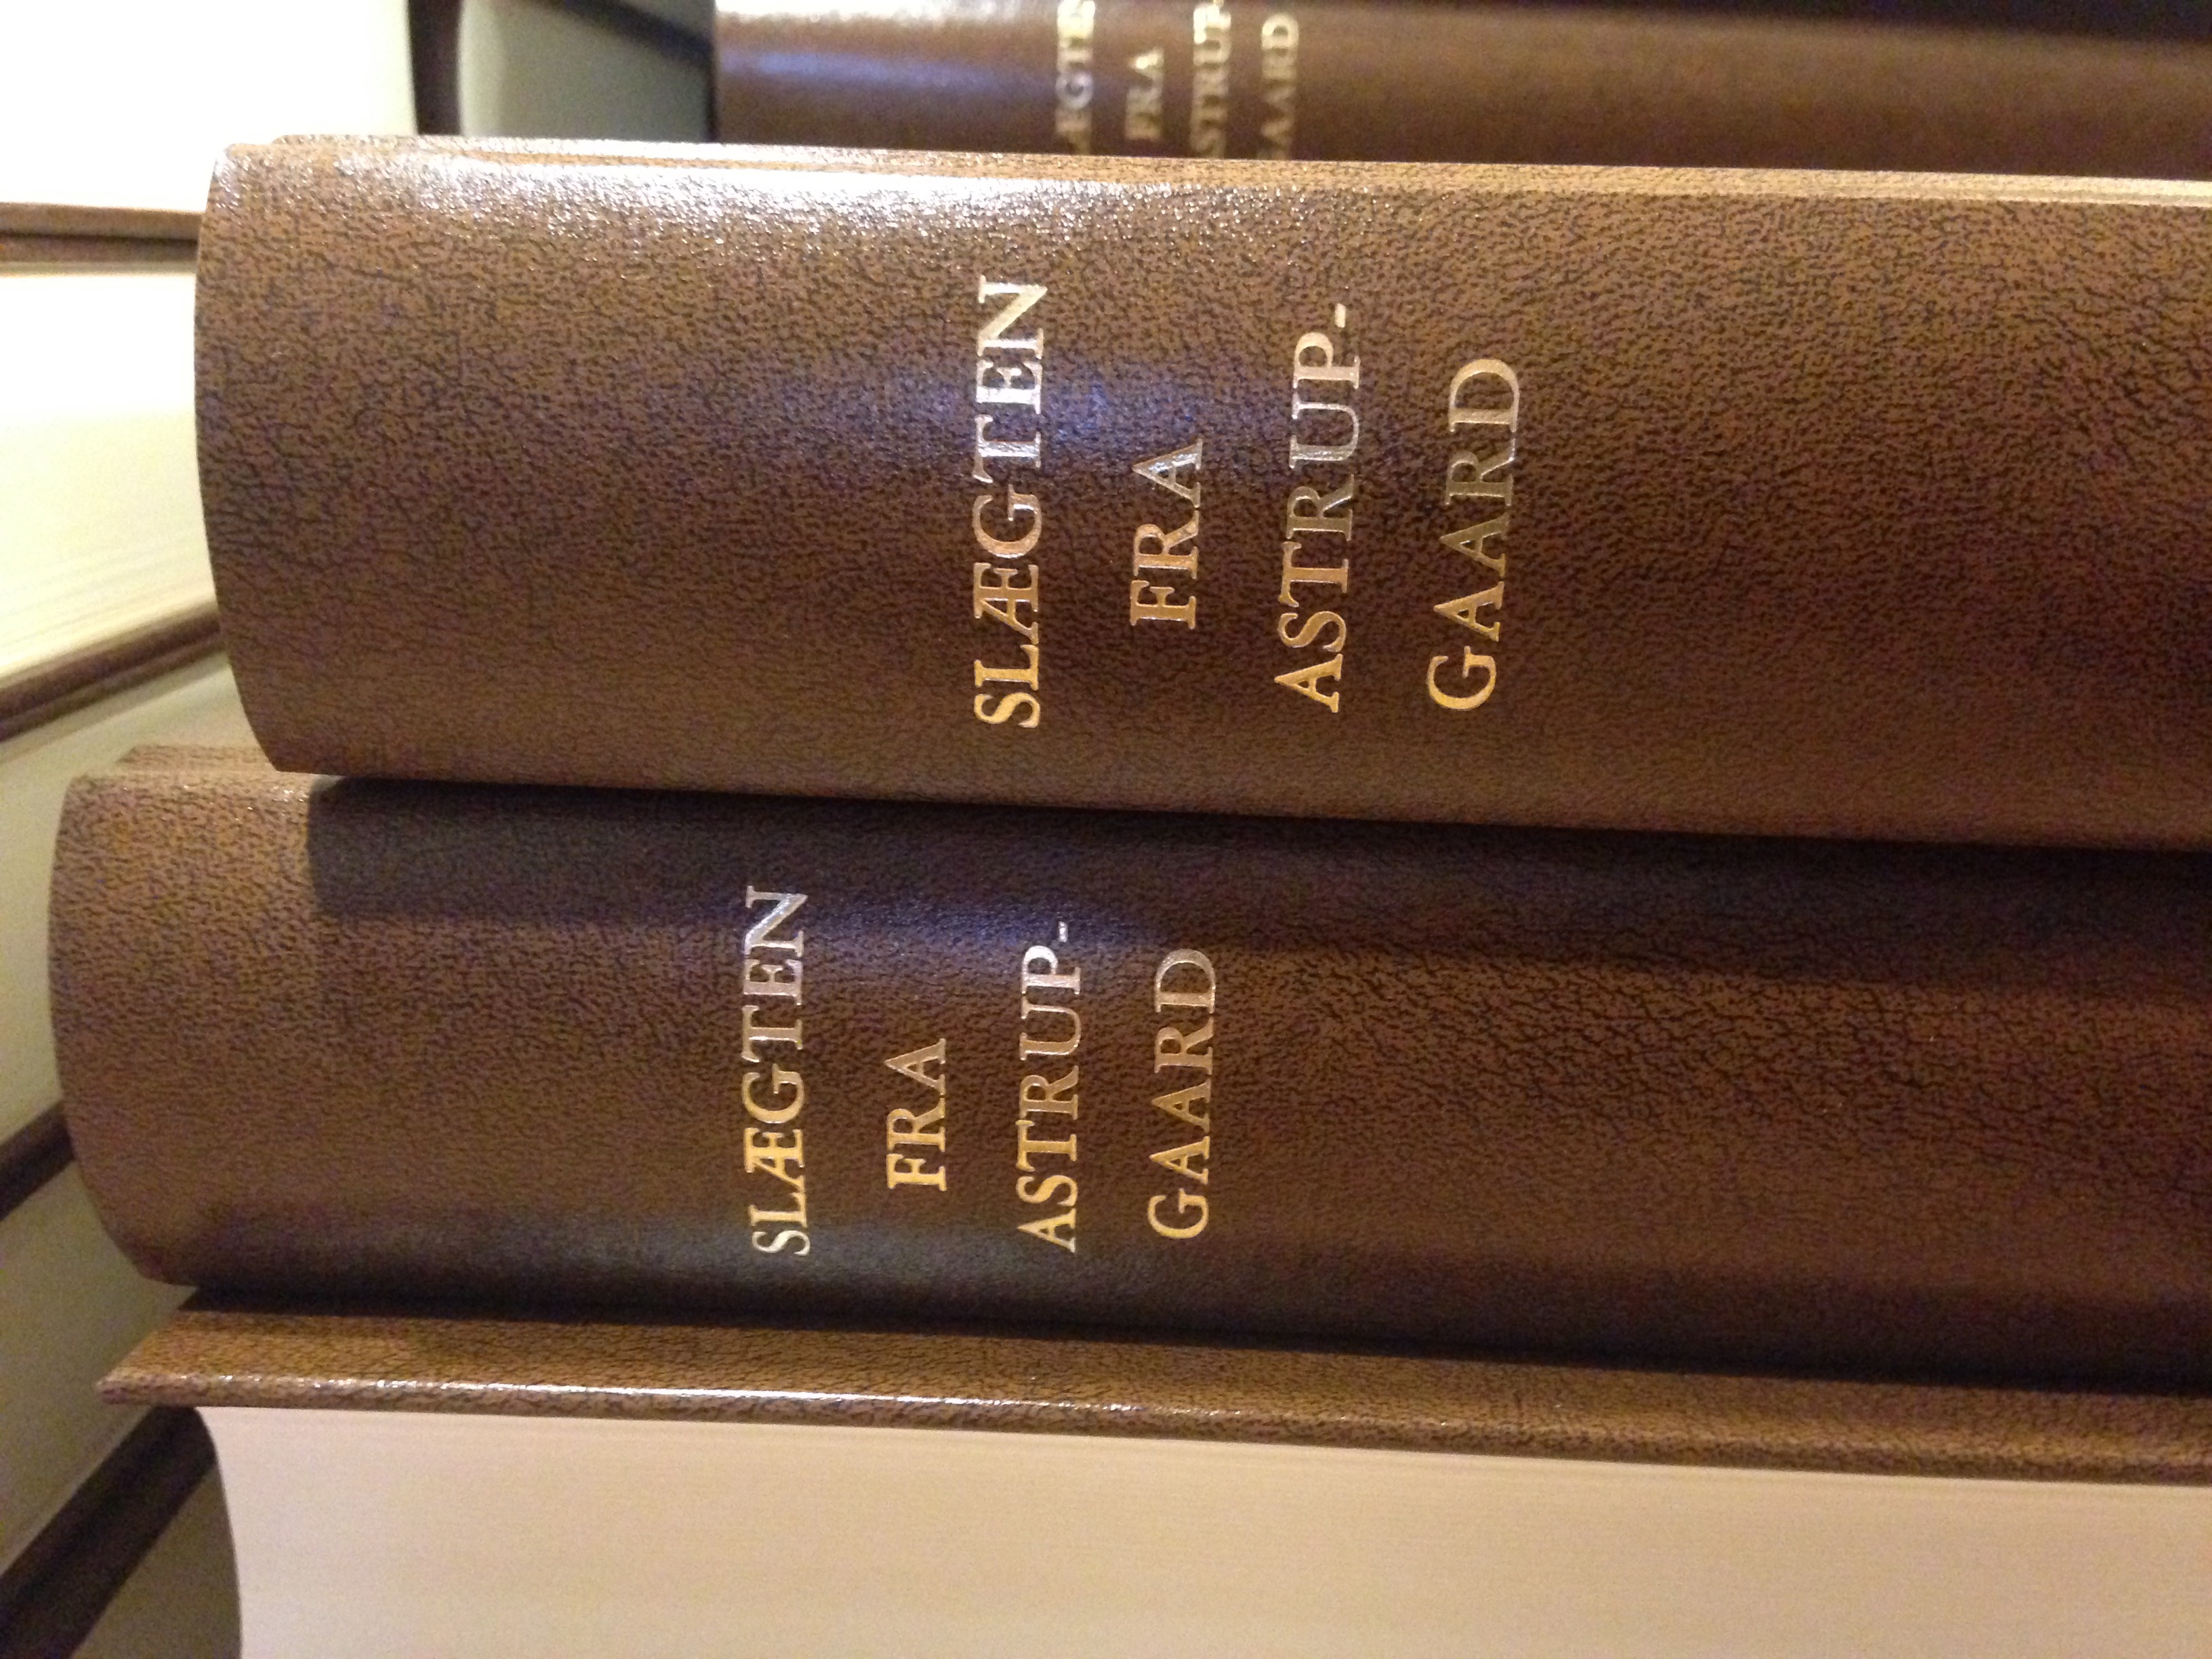 SLÆGTEN
FRA
ASTRUP-
GAARD
SLÆGTEN
FRA
ASTRUP-
GAARD
FRA